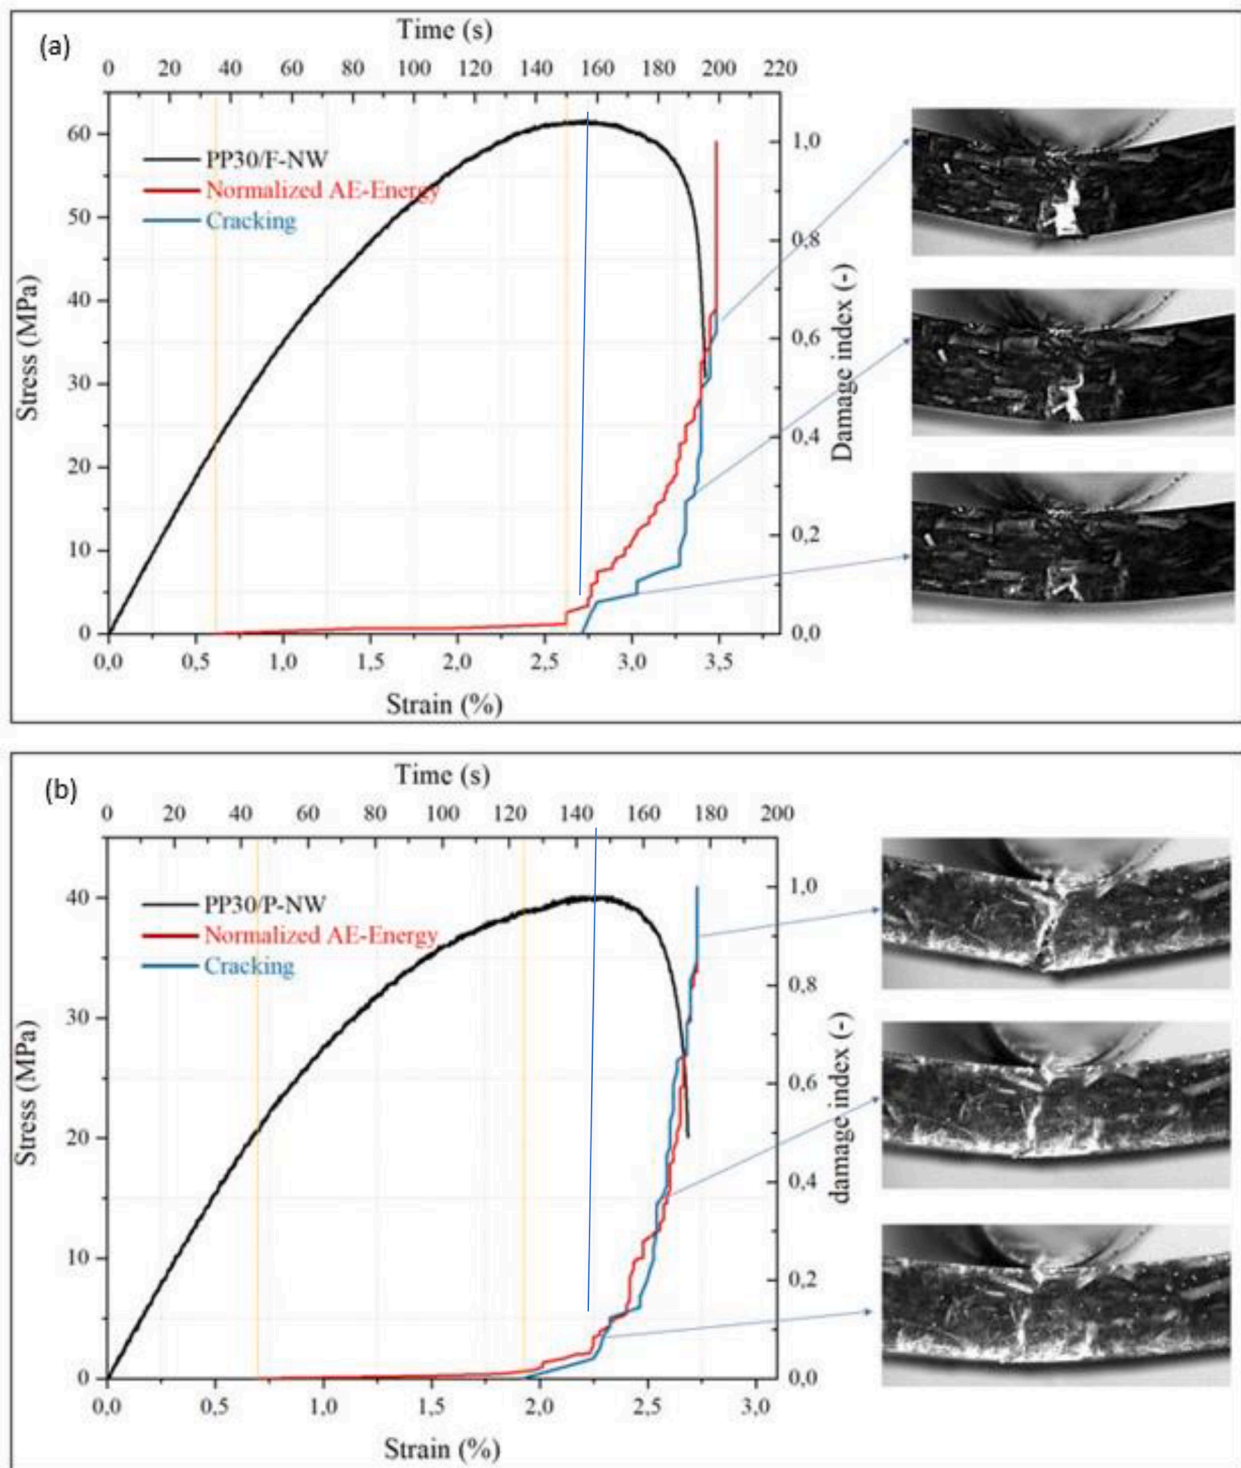 (a)
Time (s)
0 20 40 60 80 100 120 140 160 180 200 220
60
50
40
30
20
10
0
Stress (MPa)
PP30/F-NW
Normalized AE-Energy
Cracking
1,0
0,8
0,6
0,4
0,2
0,0
Damage index (-)
0,0 0,5 1,0 1,5 2,0 2,5 3,0 3,5
Strain (%)
(b)
Time (s)
0 20 40 60 80 100 120 140 160 180 200
40
30
20
10
0
Stress (MPa)
PP30/P-NW
Normalized AE-Energy
Cracking
1,0
0,8
0,6
0,4
0,2
0,0
damage index (-)
0,0 0,5 1,0 1,5 2,0 2,5 3,0
Strain (%)